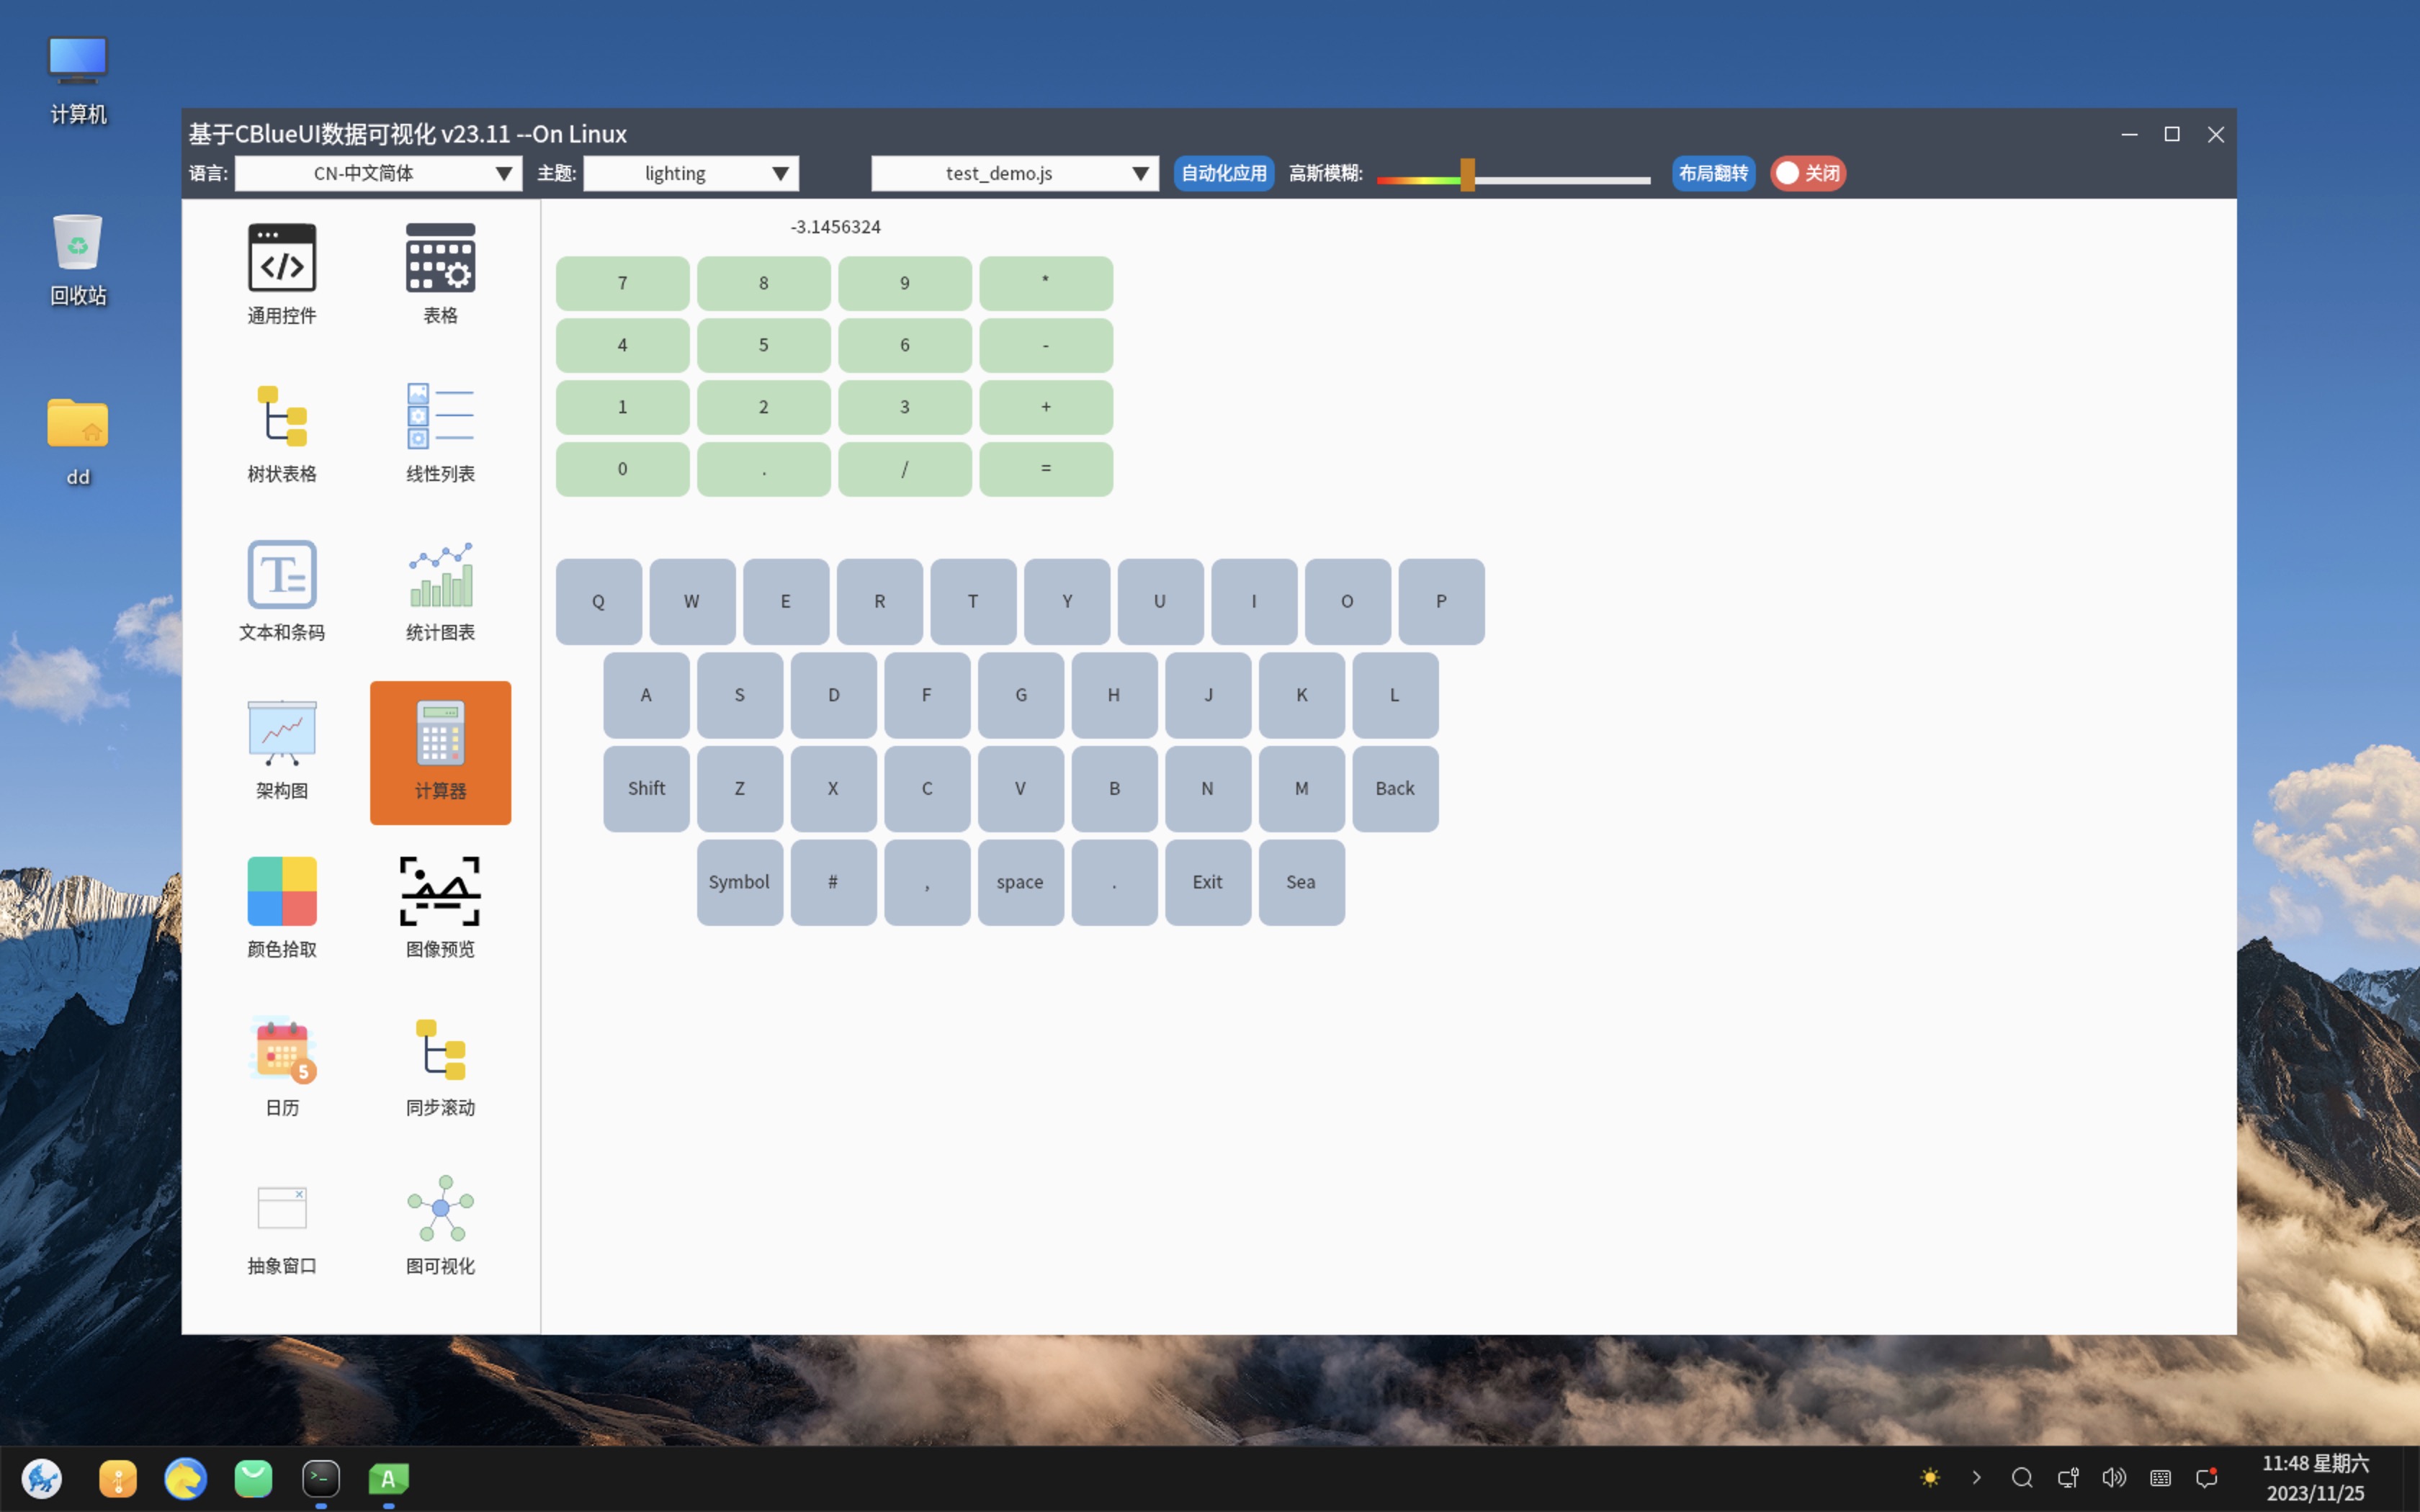 计算机
回收站
dd
基于CBlueUI数据可视化 v23.11 --On Linux
语言: CN-中文简体 主题: lighting test_demo.js 自动化应用 高斯模糊: 布局翻转 关闭
通用控件 表格
树状表格 线性列表
文本和条码 统计图表
架构图 计算器
颜色拾取 图像预览
5
日历 同步滚动
抽象窗口 图可视化
-3.1456324
7 8 9 *
4 5 6 -
1 2 3 +
0 . / =
Q W E R T Y U I O P
A S D F G H J K L
Shift Z X C V B N M Back
Symbol # , space . Exit Sea
A
11:48 星期六
2023/11/25